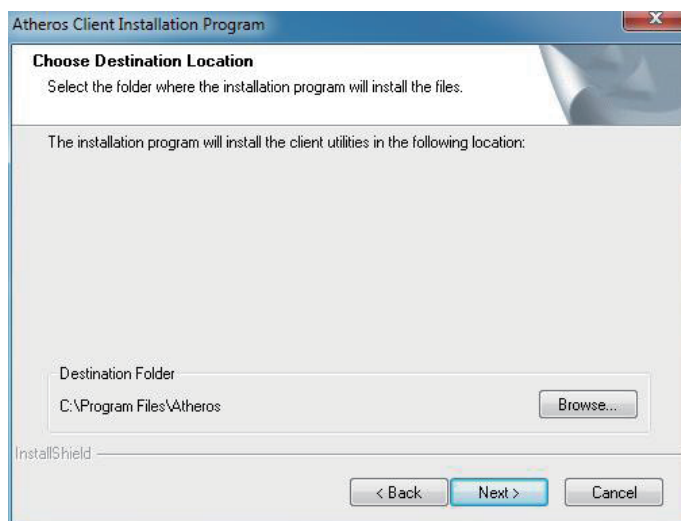 Atheros Client Installation Program
Choose Destination Location
Select the folder where the installation program will install the files.
The installation program will install the client utilities in the following location:
Destination Folder
C:\Program Files\Atheros
Browse...
InstallShield
< Back
Next >
Cancel